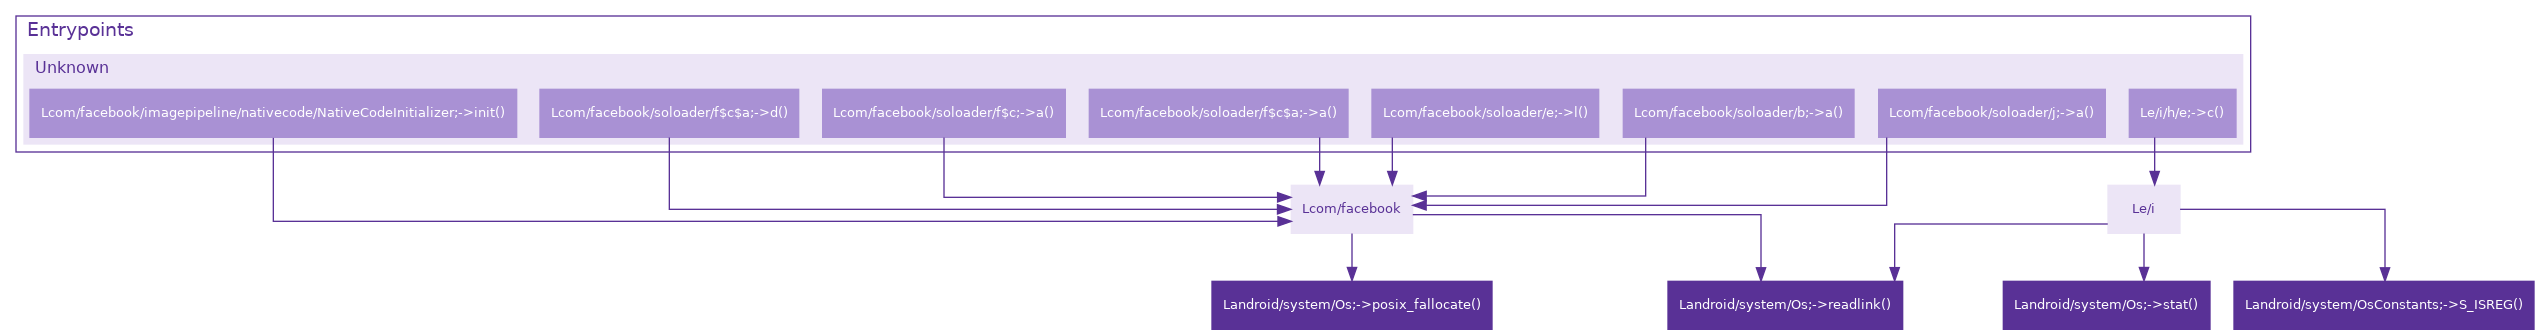 Entrypoints
Unknown
Lcom/facebook/imagepipeline/nativecode/NativeCodeInitializer;->init()
Lcom/facebook/soloader/f$c$a;->d()
Lcom/facebook/soloader/f$c;->a()
Lcom/facebook/soloader/f$c$a;->a()
Lcom/facebook/soloader/e;->l()
Lcom/facebook/soloader/b;->a()
Lcom/facebook/soloader/j;->a()
Le/i/h/e;->c()
Lcom/facebook
Le/i
Landroid/system/Os;->posix_fallocate()
Landroid/system/Os;->readlink()
Landroid/system/Os;->stat()
Landroid/system/OsConstants;->S_ISREG()